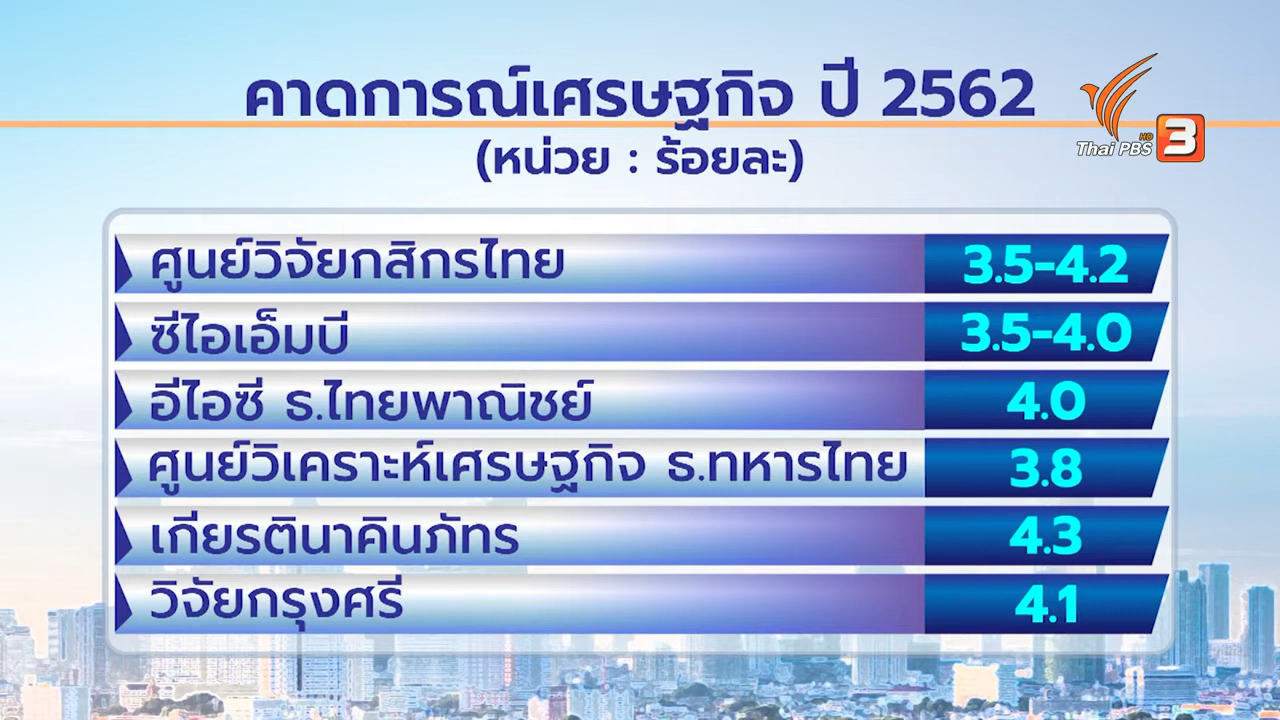 คาดการณ์เศรษฐกิจ ปี 2562
(หน่วย : ร้อยละ)
HD
Thai PBS 3
ศูนย์วิจัยกสิกรไทย 3.5-4.2
ซีไอเอ็มบี 3.5-4.0
อีไอซี ธ.ไทยพาณิชย์ 4.0
ศูนย์วิเคราะห์เศรษฐกิจ ธ.ทหารไทย 3.8
เกียรตินาคินภัทร 4.3
วิจัยกรุงศรี 4.1